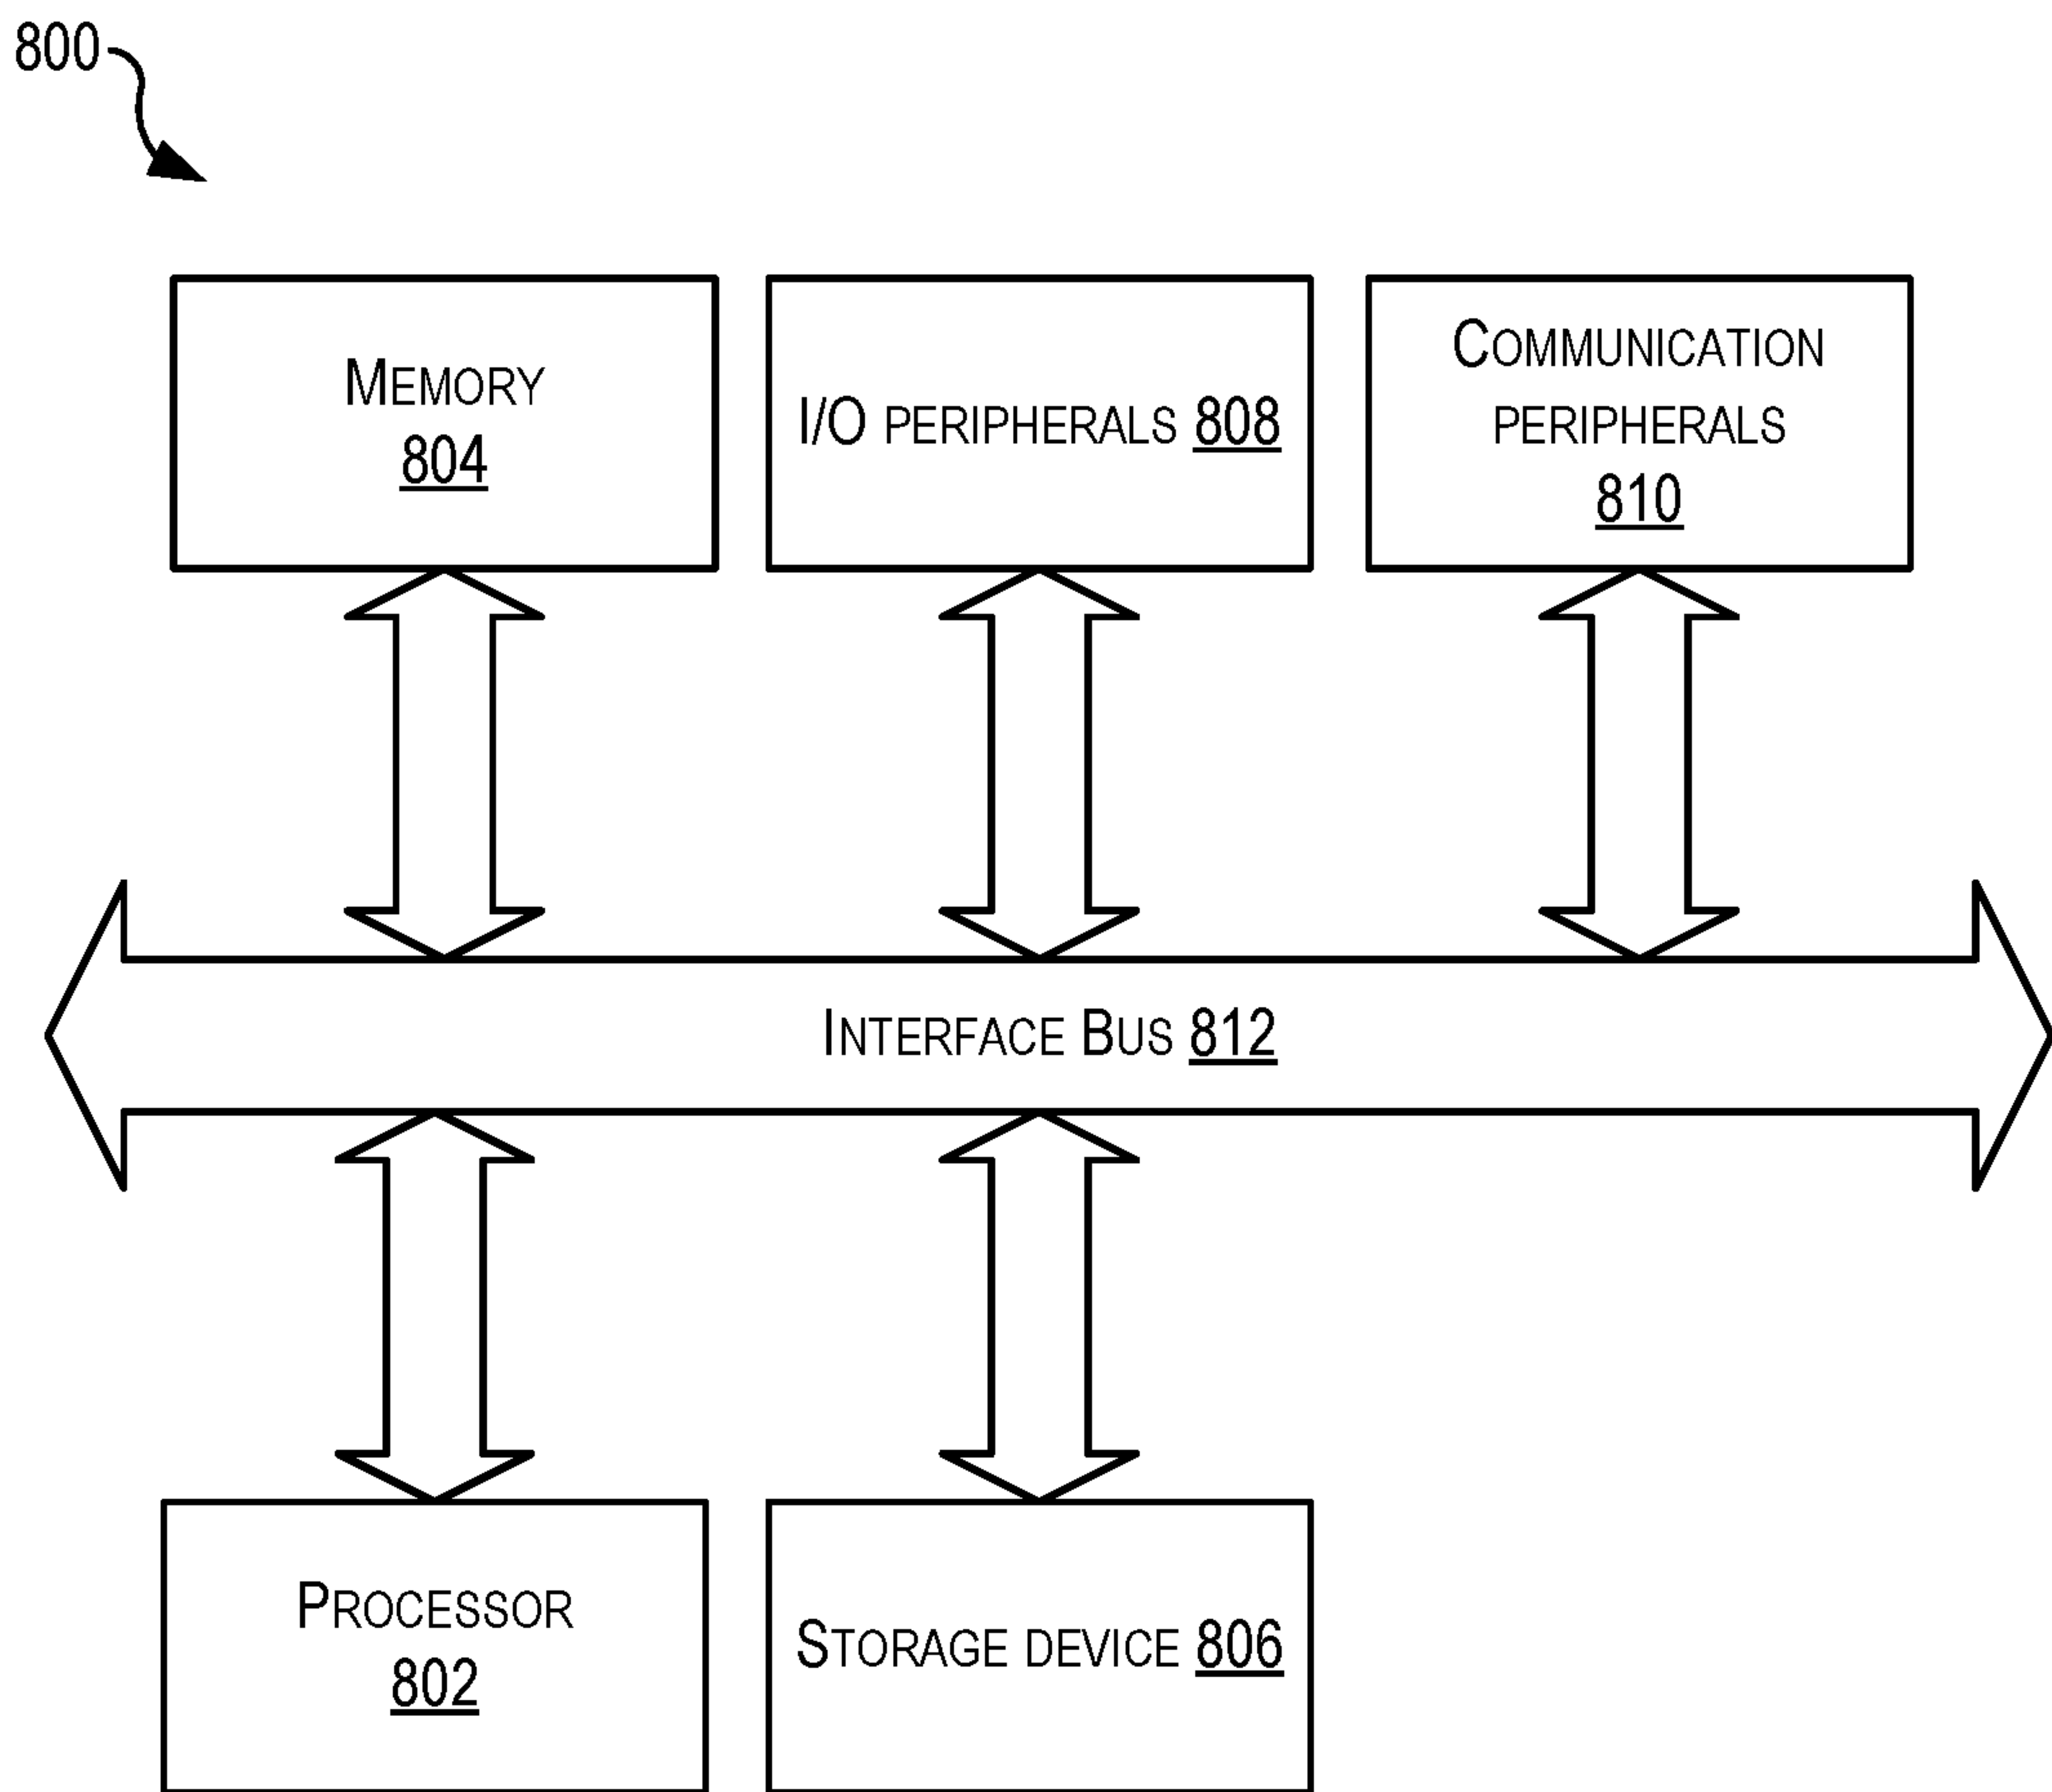 800
MEMORY
804
I/O PERIPHERALS 808
COMMUNICATION
PERIPHERALS
810
INTERFACE BUS 812
PROCESSOR
802
STORAGE DEVICE 806